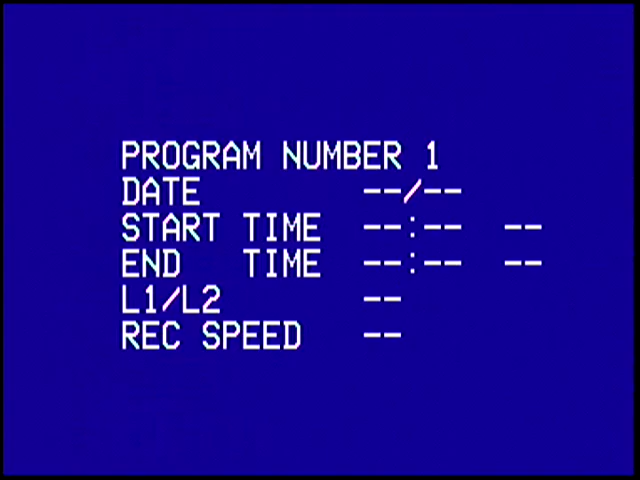 PROGRAM NUMBER 1
DATE --/--
START TIME --:-- --
END TIME --:-- --
L1/L2 --
REC SPEED --